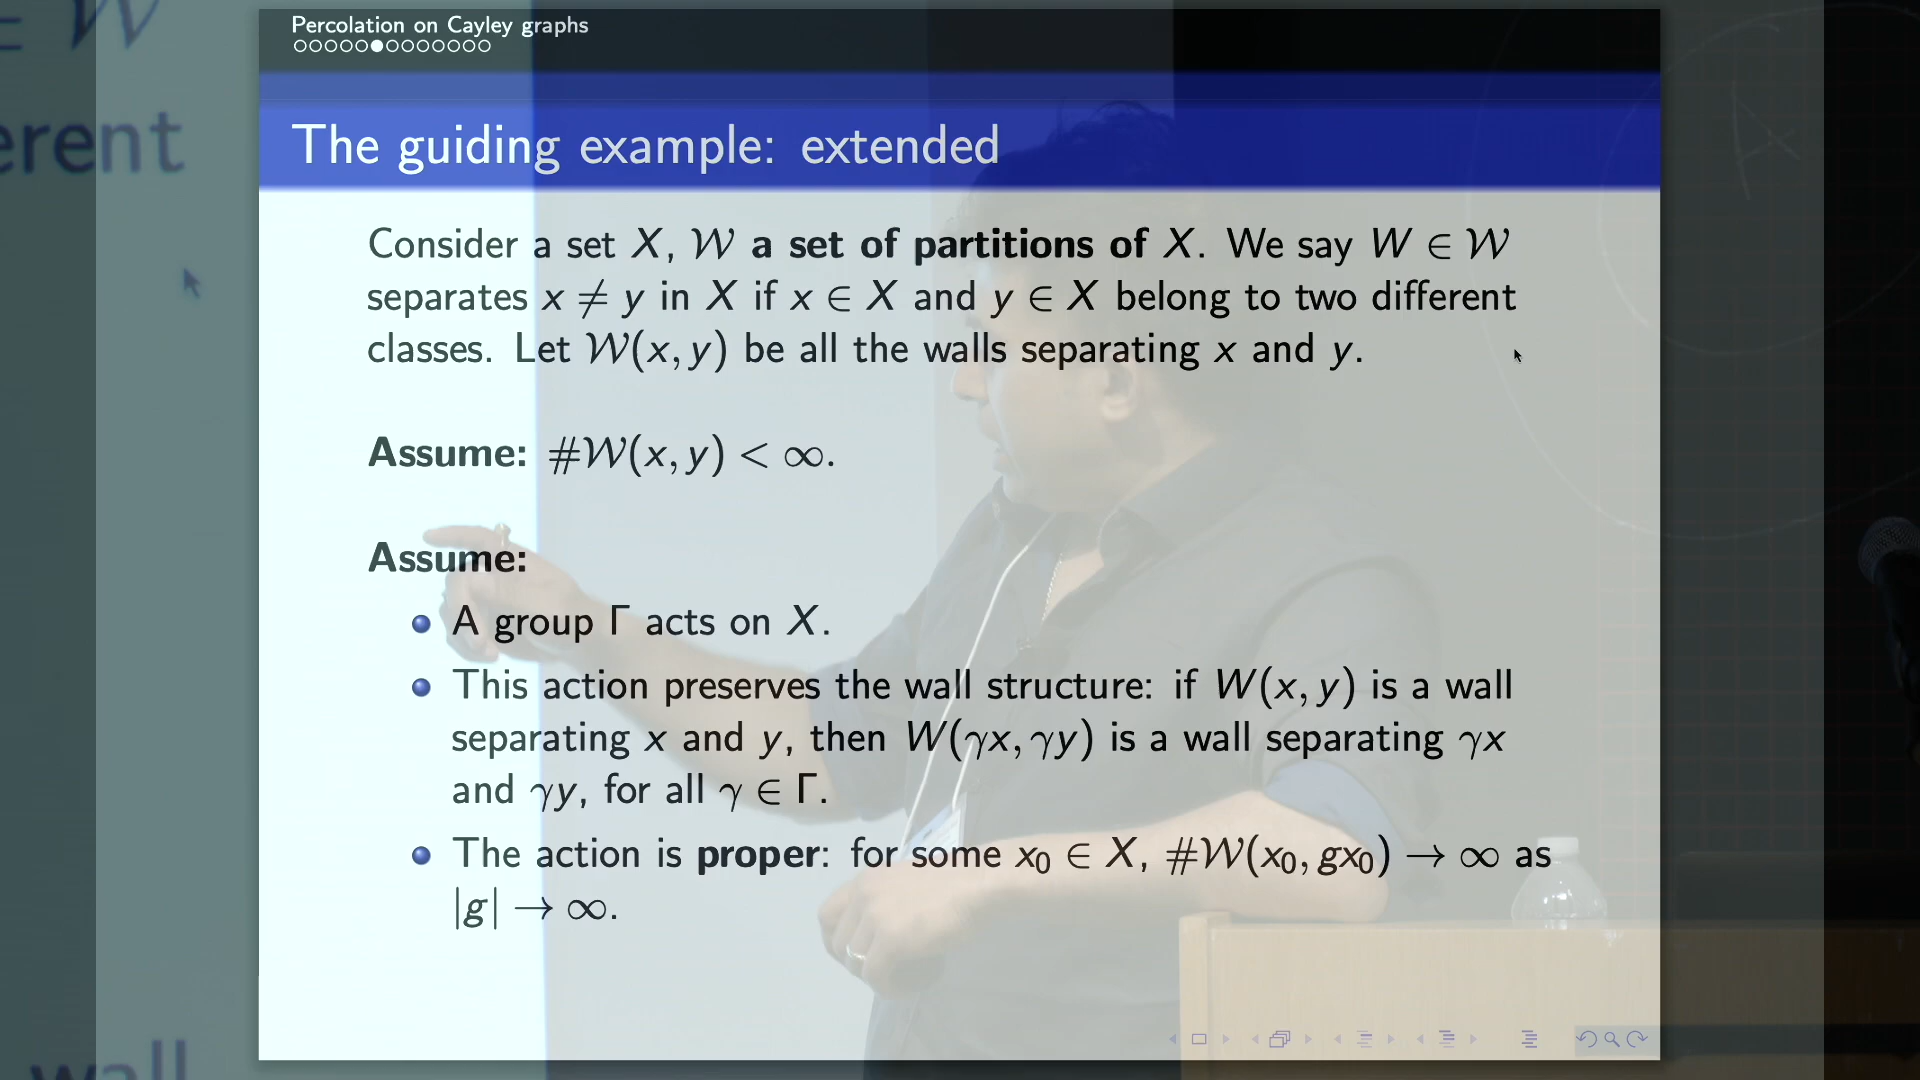 Percolation on Cayley graphs
The guiding example: extended
Consider a set X, 𝒲 a set of partitions of X. We say W ∈ 𝒲
separates x ≠ y in X if x ∈ X and y ∈ X belong to two different
classes. Let 𝒲(x, y) be all the walls separating x and y.
Assume: #𝒲(x, y) < ∞.
Assume:
A group Γ acts on X.
This action preserves the wall structure: if W(x, y) is a wall
separating x and y, then W(γx, γy) is a wall separating γx
and γy, for all γ ∈ Γ.
The action is proper: for some x₀ ∈ X, #𝒲(x₀, gx₀) → ∞ as
|g| → ∞.
∈ 𝒲
erent
wall